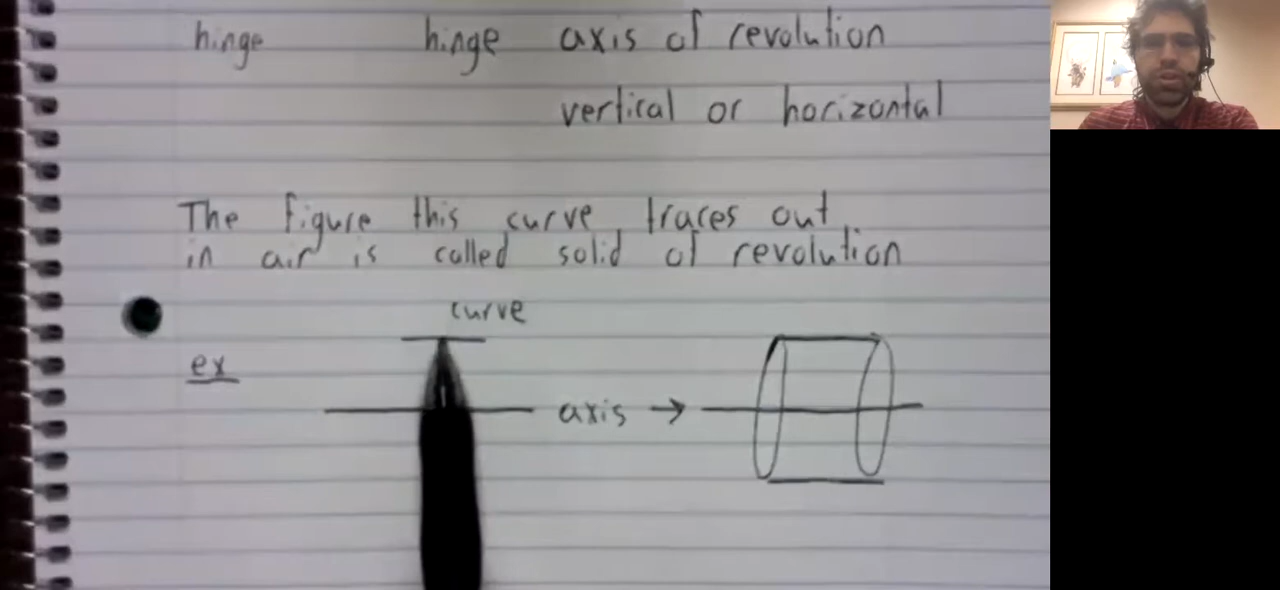 hinge hinge axis of revolution
vertical or horizontal
The figure this curve traces out
in air is called solid of revolution
curve
ex
axis →